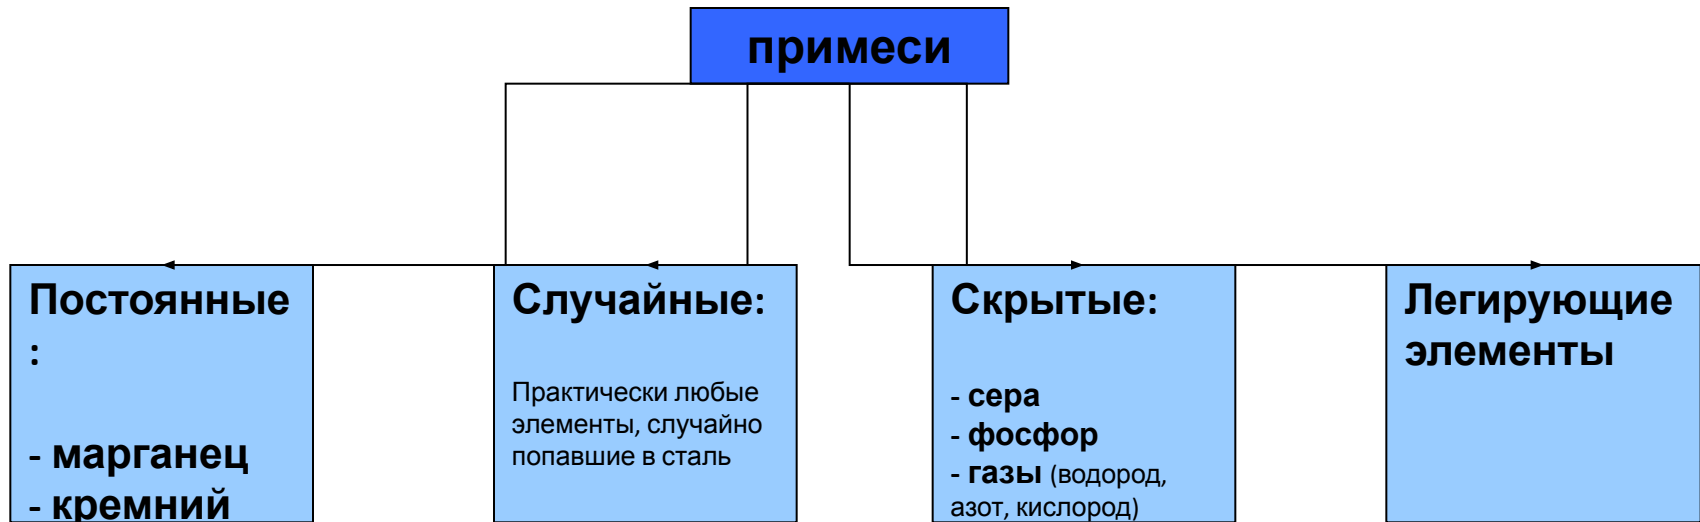 примеси
Постоянные
:
- марганец
- кремний
Случайные:
Практически любые
элементы, случайно
попавшие в сталь
Скрытые:
- сера
- фосфор
- газы (водород,
азот, кислород)
Легирующие
элементы